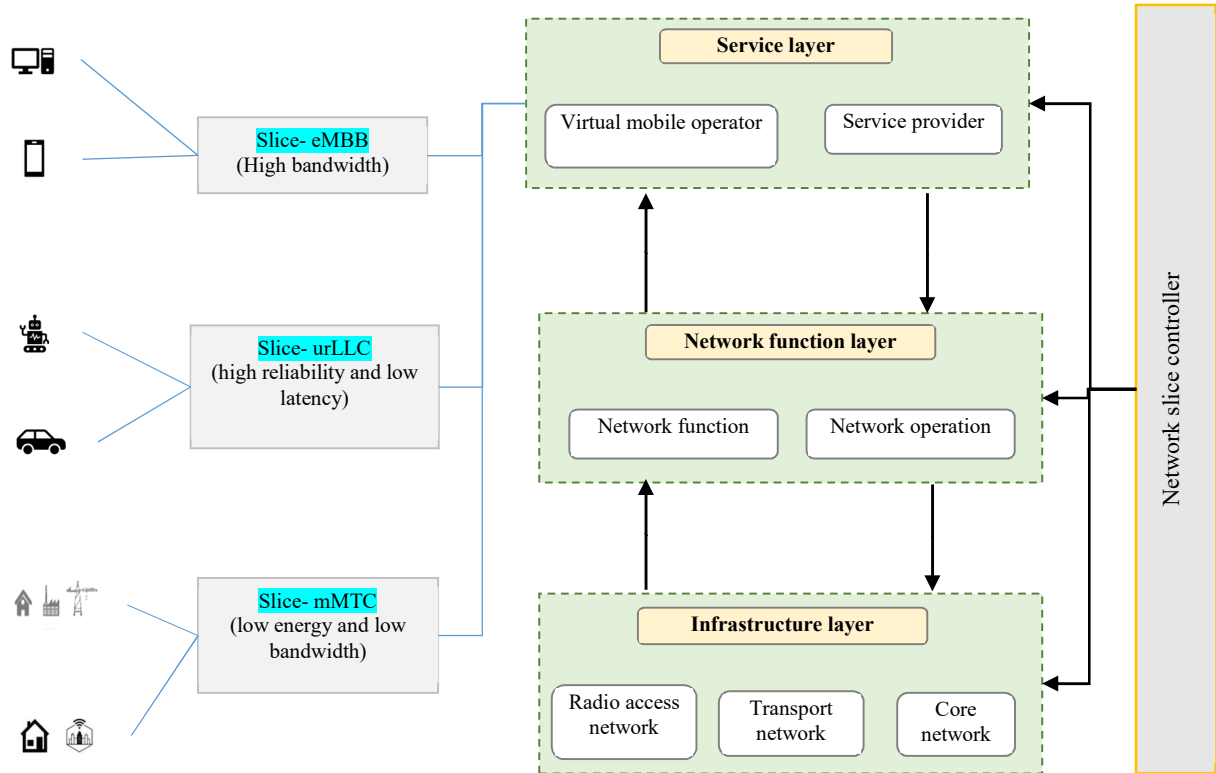 Service layer
Virtual mobile operator
Service provider
Slice- eMBB
(High bandwidth)
Network function layer
Network function
Network operation
Slice- urLLC
(high reliability and low
latency)
Infrastructure layer
Radio access
network
Transport
network
Core
network
Slice- mMTC
(low energy and low
bandwidth)
Network slice controller